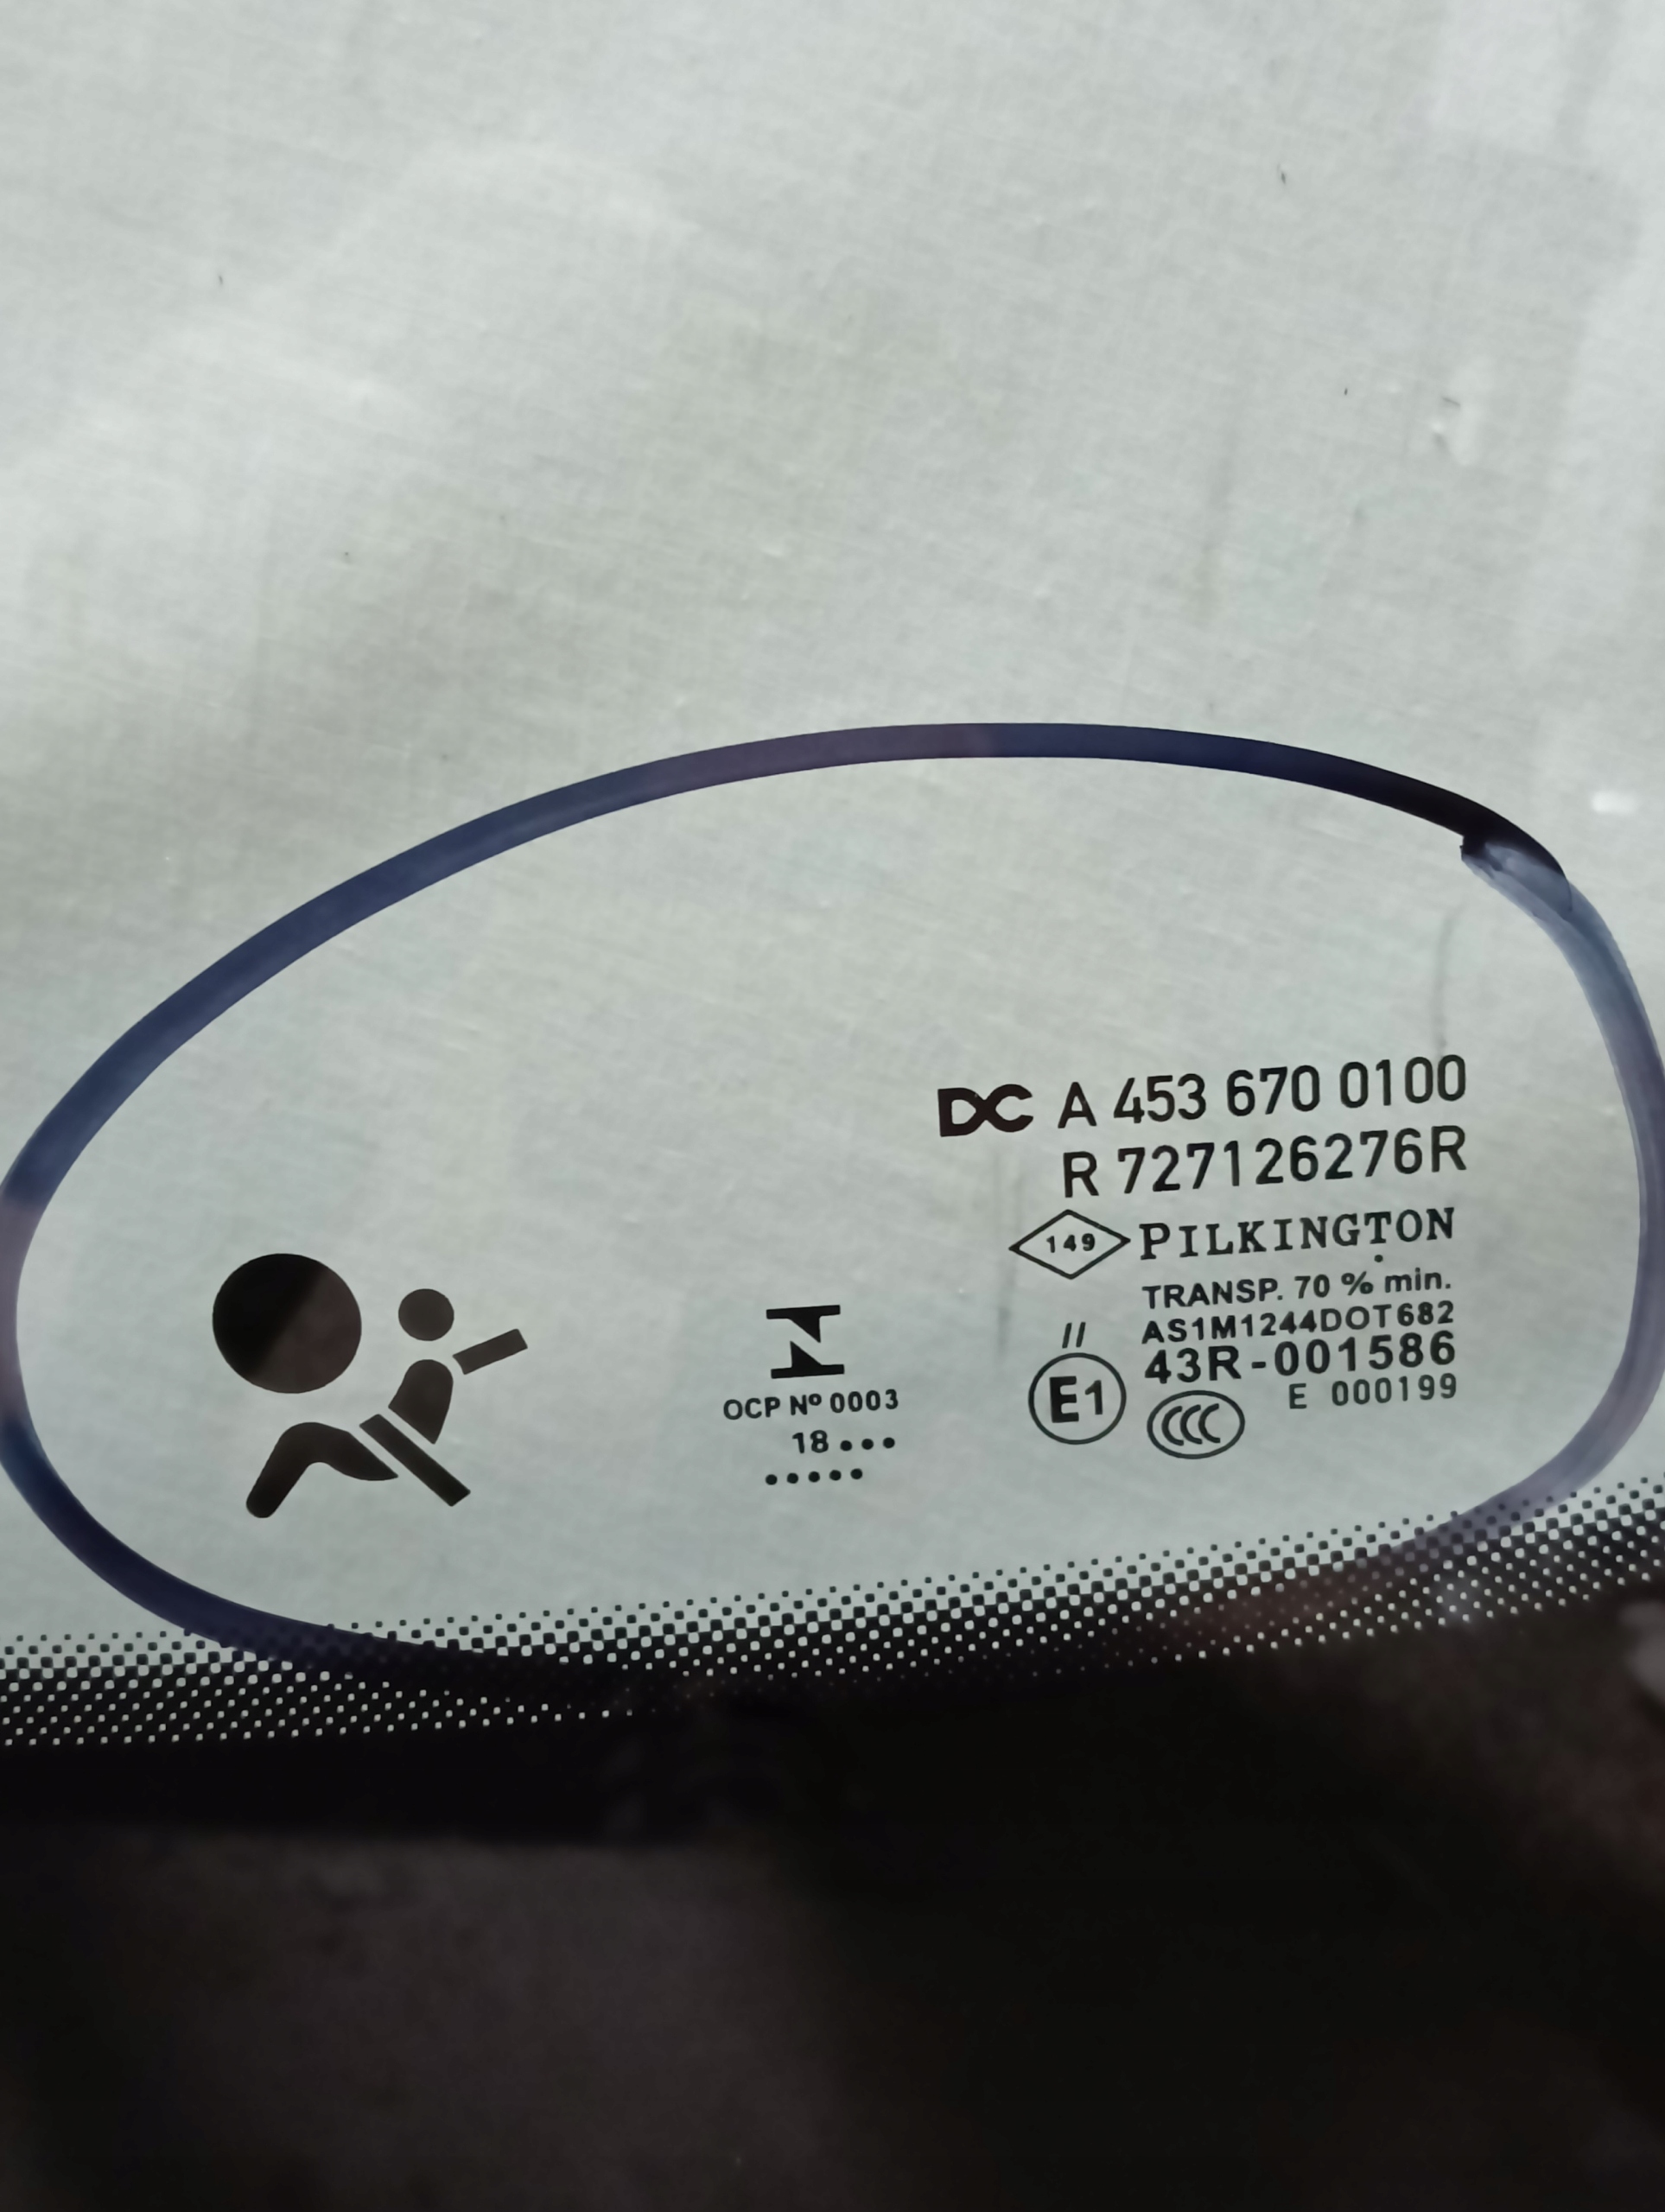 DC A 453 670 0100
R 727126276R
149 PILKINGTON
TRANSP. 70 % min.
AS1M1244DOT682
43R-001586
E 000199
// E1
CCC
OCP Nº 0003
18 •••
•••••